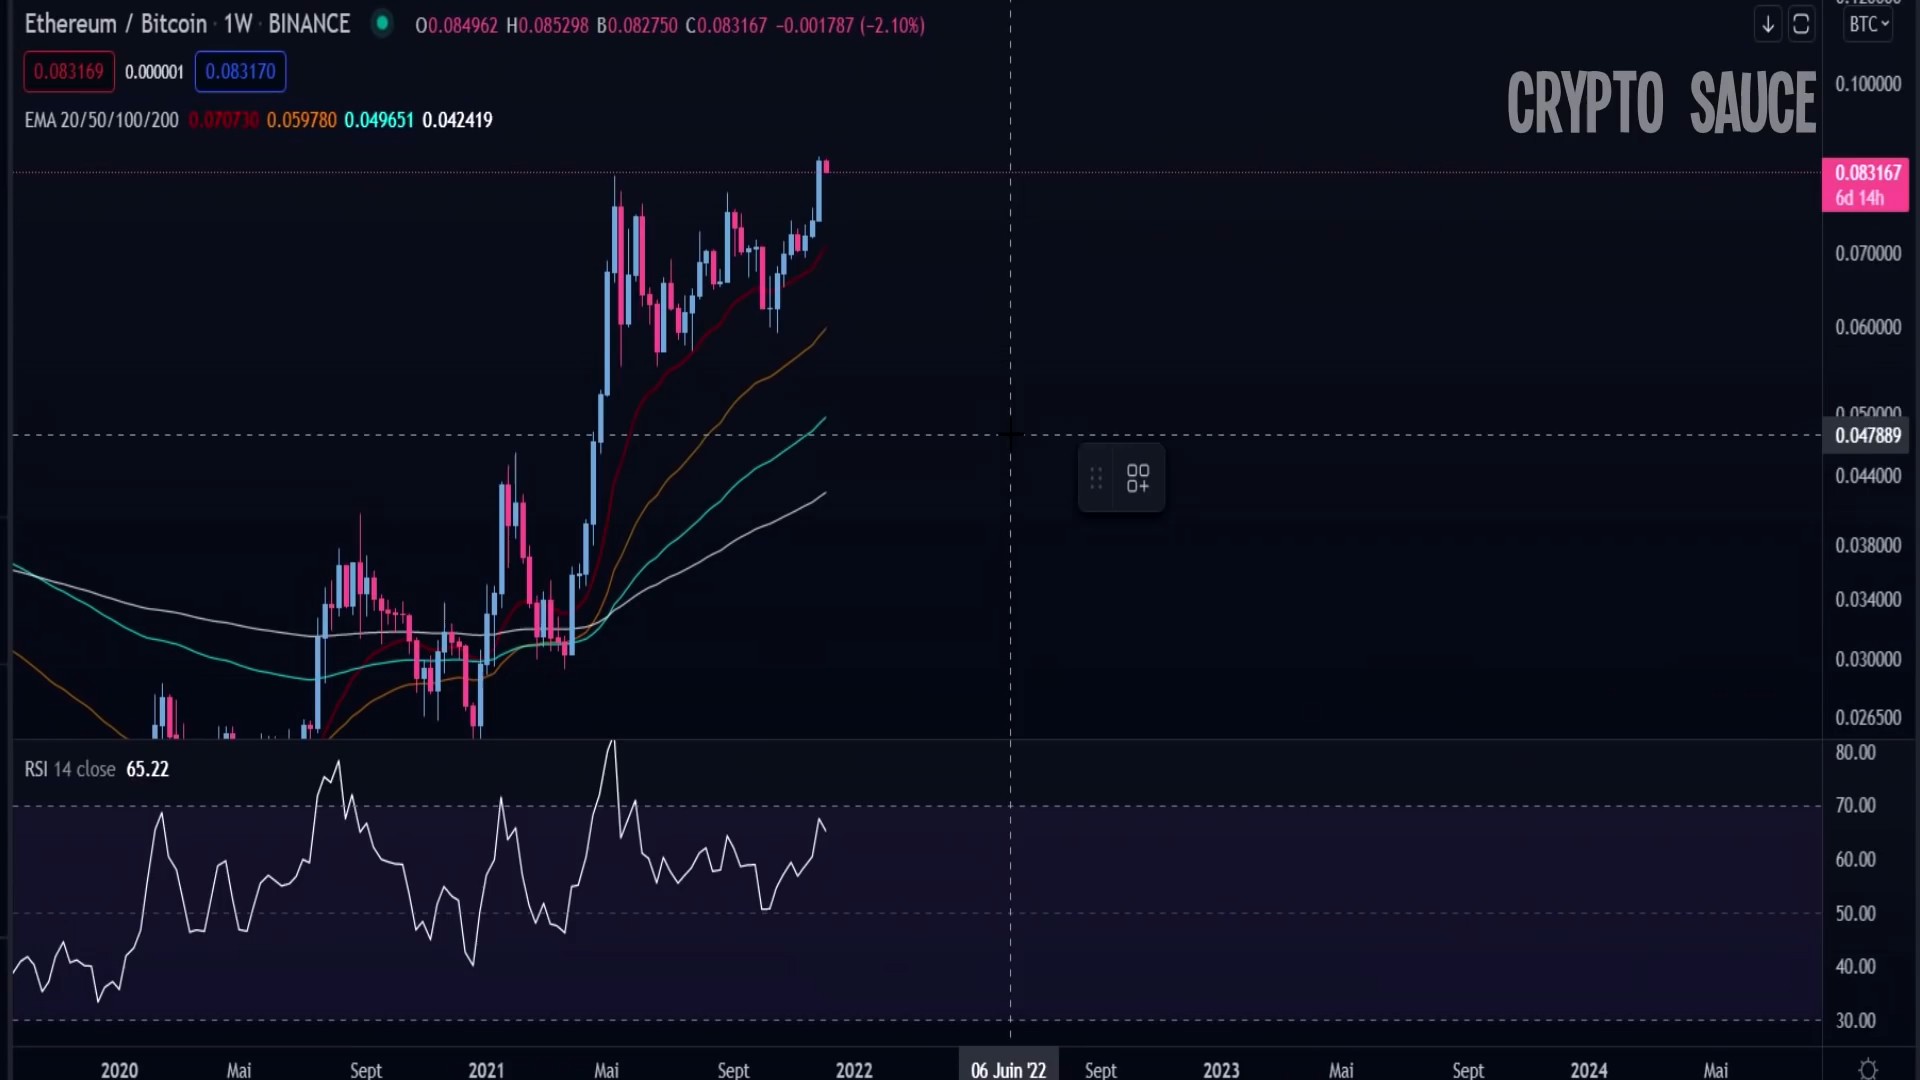 Ethereum / Bitcoin · 1W · BINANCE
O0.084962 H0.085298 B0.082750 C0.083167 −0.001787 (−2.10%)
BTC
0.083169 0.000001 0.083170
EMA 20/50/100/200 0.070730 0.059780 0.049651 0.042419
CRYPTO SAUCE
0.100000
0.083167
6d 14h
0.070000
0.060000
0.050000
0.047889
0.044000
0.038000
0.034000
0.030000
0.026500
RSI 14 close 65.22
80.00
70.00
60.00
50.00
40.00
30.00
2020 Mai Sept 2021 Mai Sept 2022 06 Juin '22 Sept 2023 Mai Sept 2024 Mai